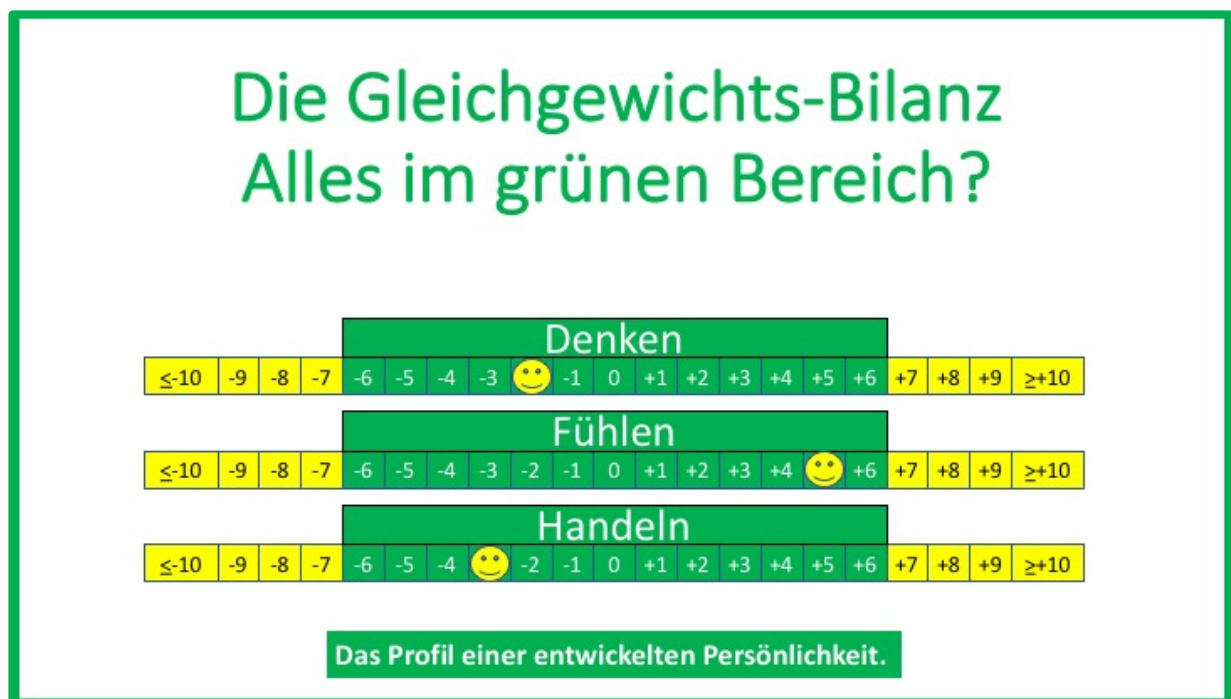 Die Gleichgewichts-Bilanz
Alles im grünen Bereich?
Denken
≤-10 -9 -8 -7 -6 -5 -4 -3 -1 0 +1 +2 +3 +4 +5 +6 +7 +8 +9 ≥+10
Fühlen
≤-10 -9 -8 -7 -6 -5 -4 -3 -2 -1 0 +1 +2 +3 +4 +6 +7 +8 +9 ≥+10
Handeln
≤-10 -9 -8 -7 -6 -5 -4 -2 -1 0 +1 +2 +3 +4 +5 +6 +7 +8 +9 ≥+10
Das Profil einer entwickelten Persönlichkeit.